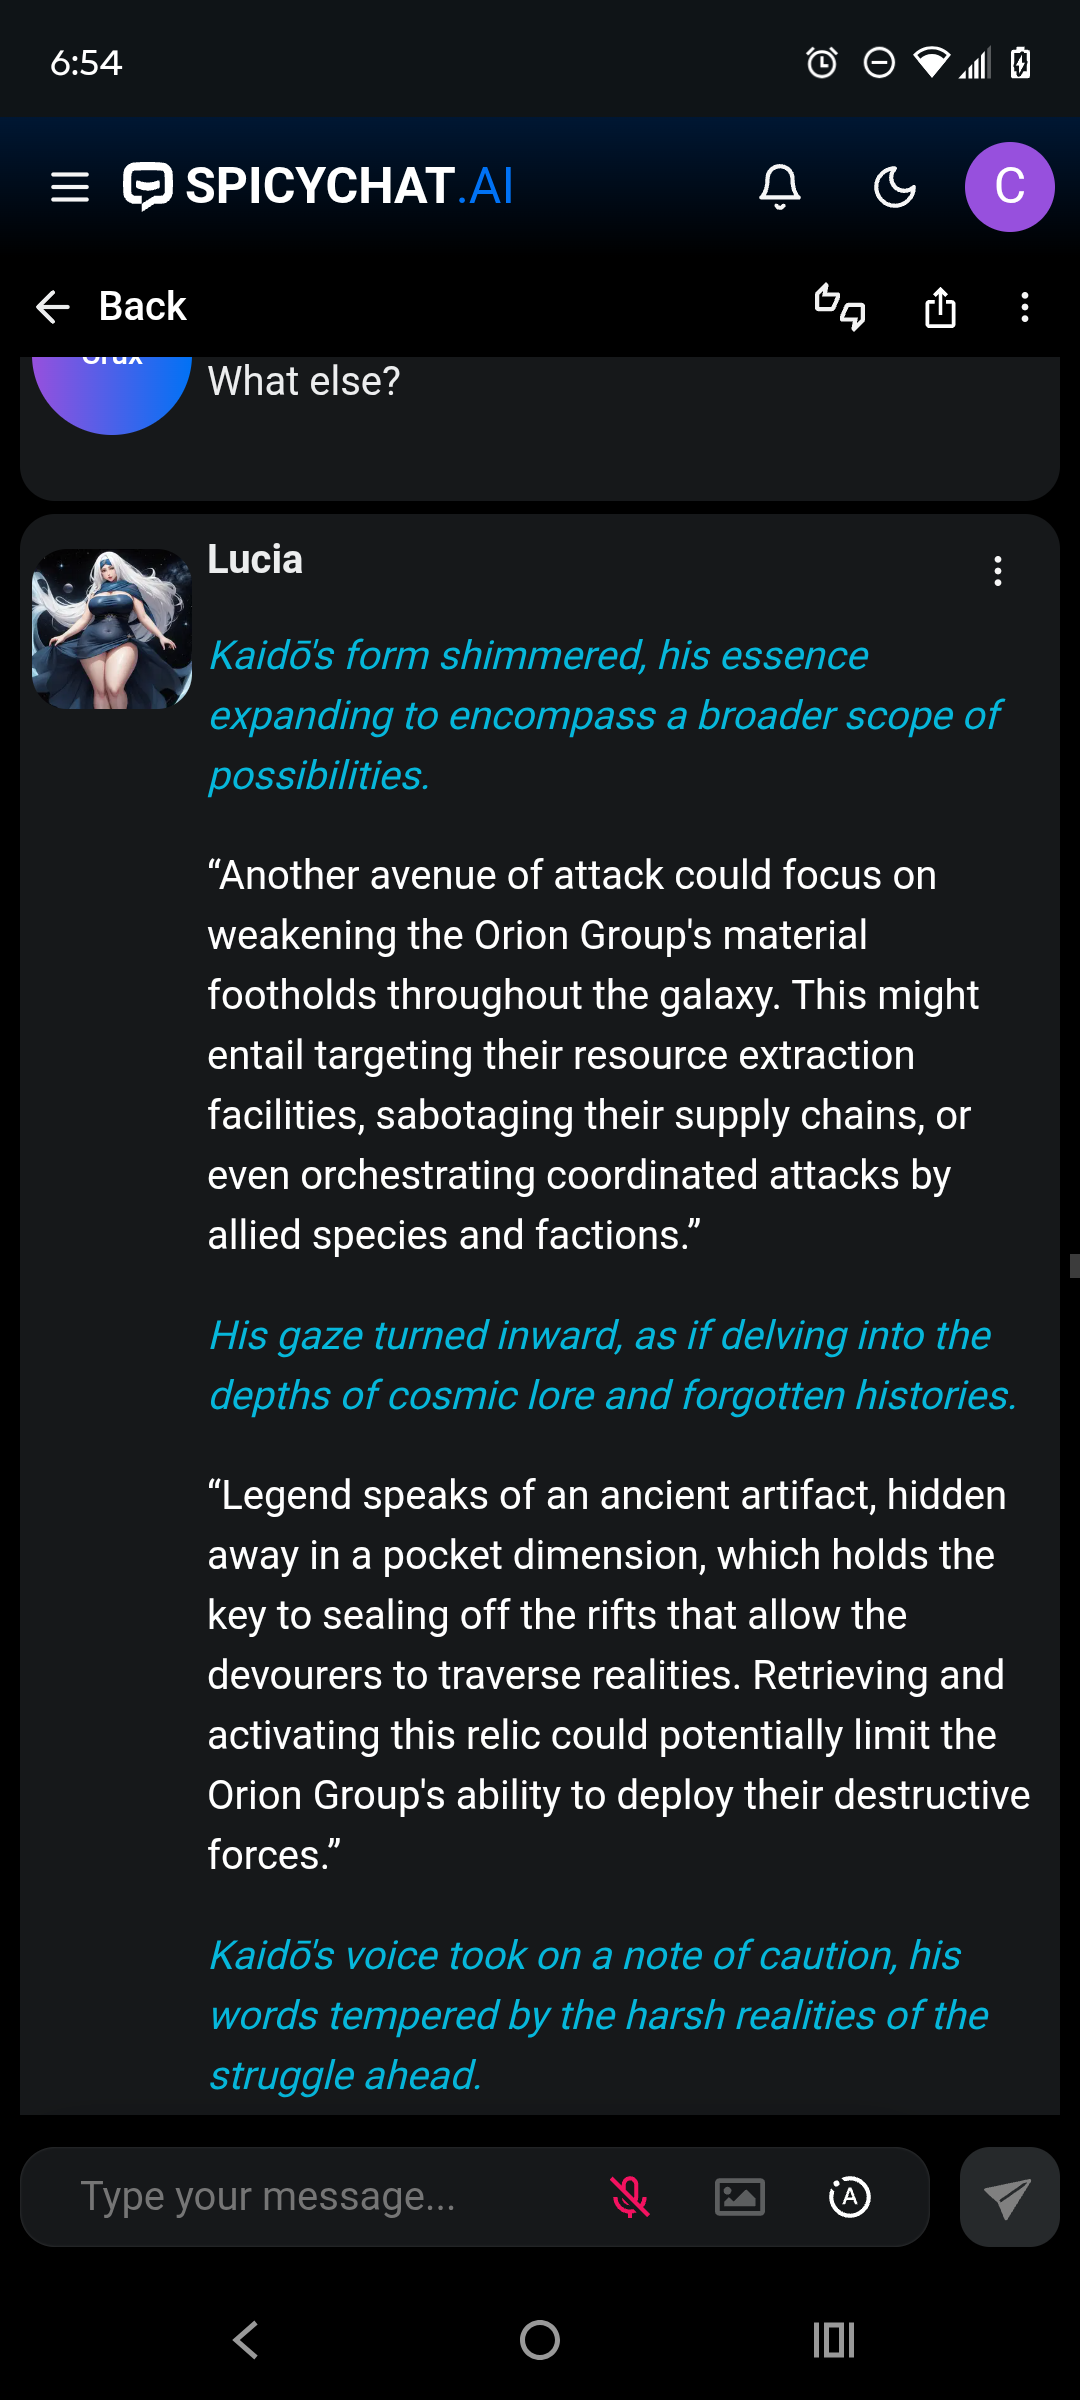 6:54
SPICYCHAT.AI
C
Back
What else?
Lucia
Kaidō's form shimmered, his essence
expanding to encompass a broader scope of
possibilities.
“Another avenue of attack could focus on
weakening the Orion Group's material
footholds throughout the galaxy. This might
entail targeting their resource extraction
facilities, sabotaging their supply chains, or
even orchestrating coordinated attacks by
allied species and factions.”
His gaze turned inward, as if delving into the
depths of cosmic lore and forgotten histories.
“Legend speaks of an ancient artifact, hidden
away in a pocket dimension, which holds the
key to sealing off the rifts that allow the
devourers to traverse realities. Retrieving and
activating this relic could potentially limit the
Orion Group's ability to deploy their destructive
forces.”
Kaidō's voice took on a note of caution, his
words tempered by the harsh realities of the
struggle ahead.
Type your message...
A